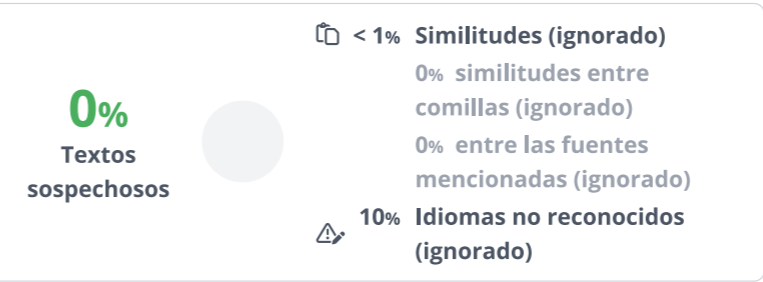 0%
Textos
sospechosos
< 1% Similitudes (ignorado)
0% similitudes entre
comillas (ignorado)
0% entre las fuentes
mencionadas (ignorado)
10% Idiomas no reconocidos
(ignorado)